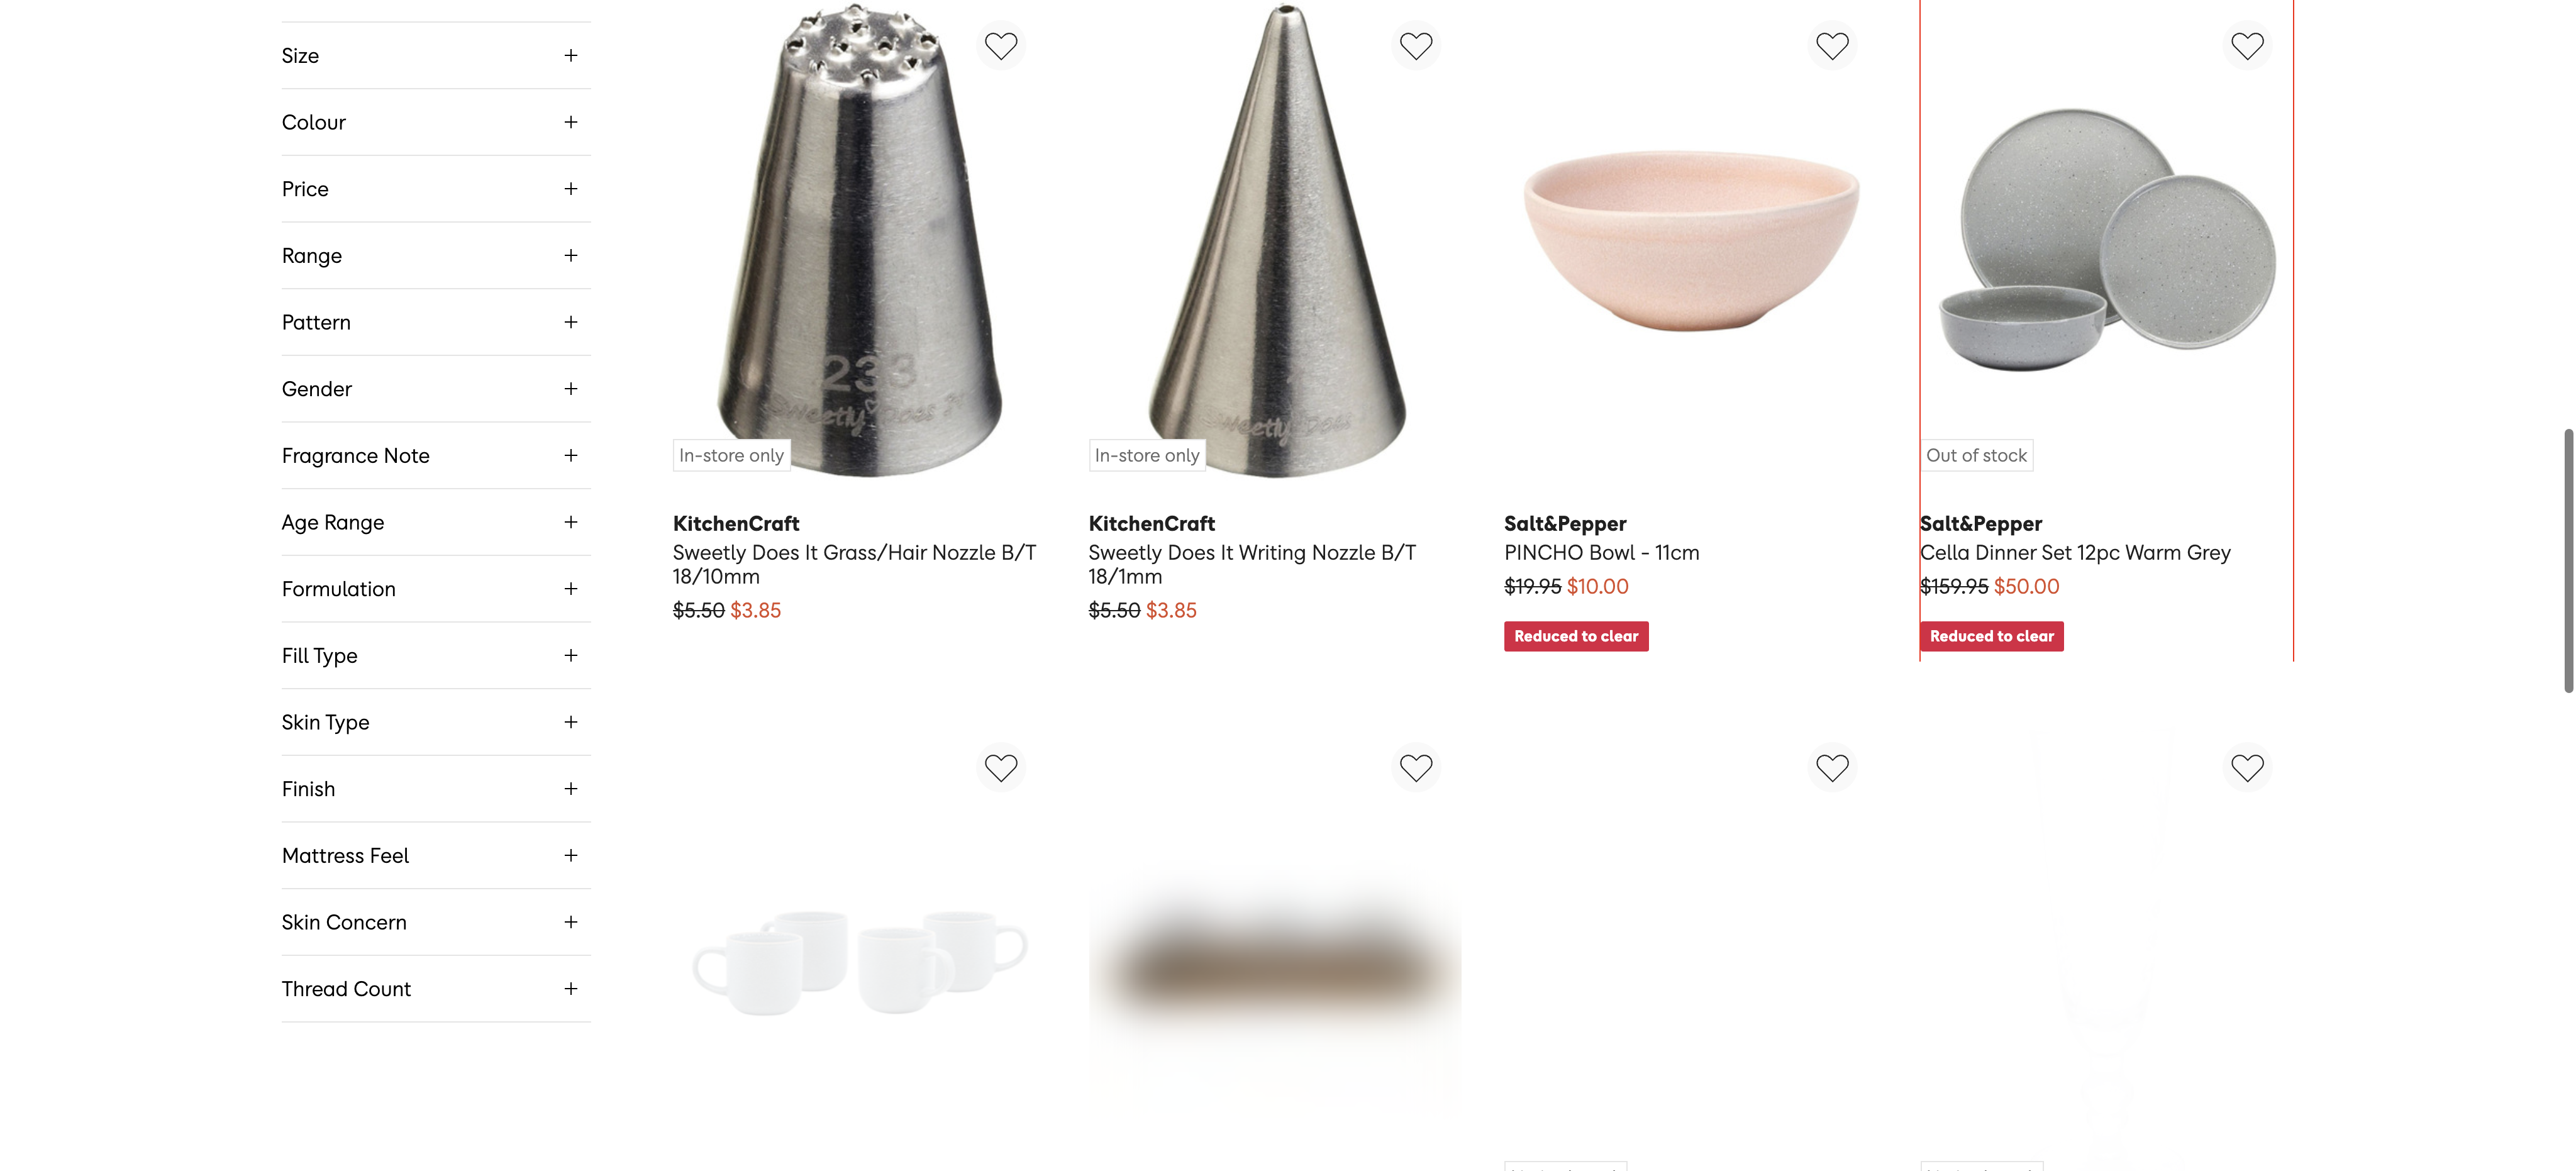 Size
Colour
Price
Range
Pattern
Gender
Fragrance Note
Age Range
Formulation
Fill Type
Skin Type
Finish
Mattress Feel
Skin Concern
Thread Count
233
Sweetly Does It
In-store only
KitchenCraft
Sweetly Does It Grass/Hair Nozzle B/T
18/10mm
$5.50 $3.85
In-store only
KitchenCraft
Sweetly Does It Writing Nozzle B/T
18/1mm
$5.50 $3.85
Salt&Pepper
PINCHO Bowl - 11cm
$19.95 $10.00
Reduced to clear
Out of stock
Salt&Pepper
Cella Dinner Set 12pc Warm Grey
$159.95 $50.00
Reduced to clear